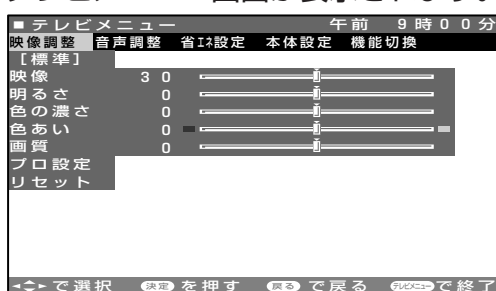 ■テレビメニュー 午前 9時00分
映像調整 音声調整 省エネ設定 本体設定 機能切換
[標準]
映像 30
明るさ 0
色の濃さ 0
色あい 0
画質 0
プロ設定
リセット
で選択 決定 を押す 戻る で戻る テレビメニュー で終了